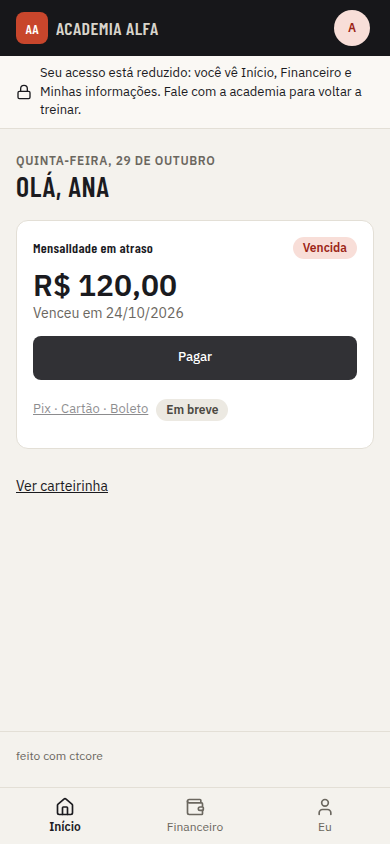 AA ACADEMIA ALFA A
Seu acesso está reduzido: você vê Início, Financeiro e
Minhas informações. Fale com a academia para voltar a
treinar.
QUINTA-FEIRA, 29 DE OUTUBRO
OLÁ, ANA
Mensalidade em atraso Vencida
R$ 120,00
Venceu em 24/10/2026
Pagar
Pix · Cartão · Boleto Em breve
Ver carteirinha
feito com ctcore
Início Financeiro Eu